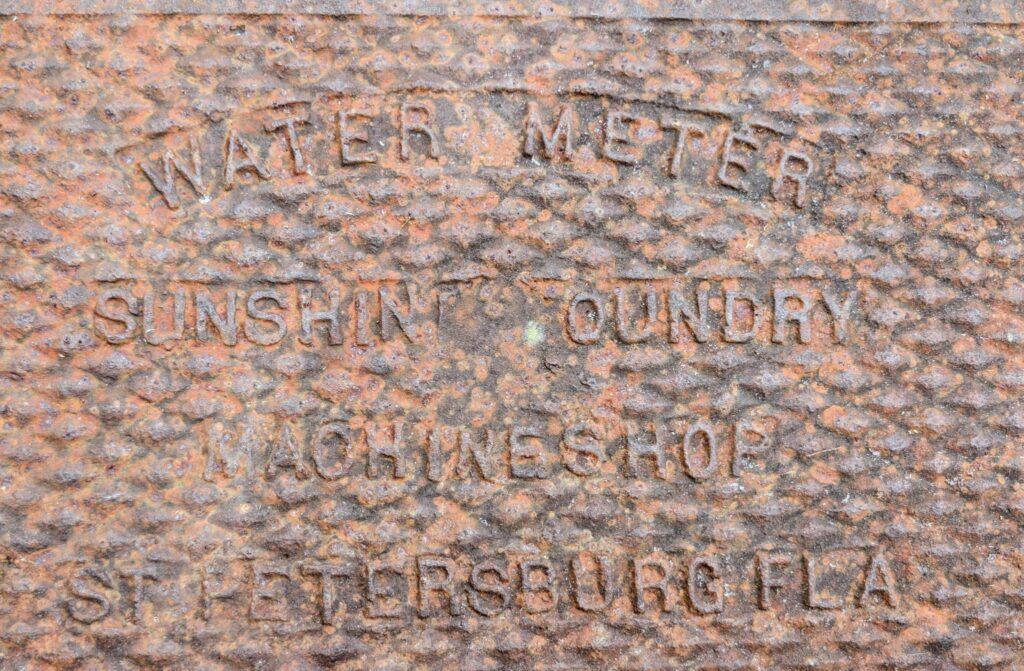 WATER METER
SUNSHINE FOUNDRY
MACHINESHOP
ST PETERSBURG FLA